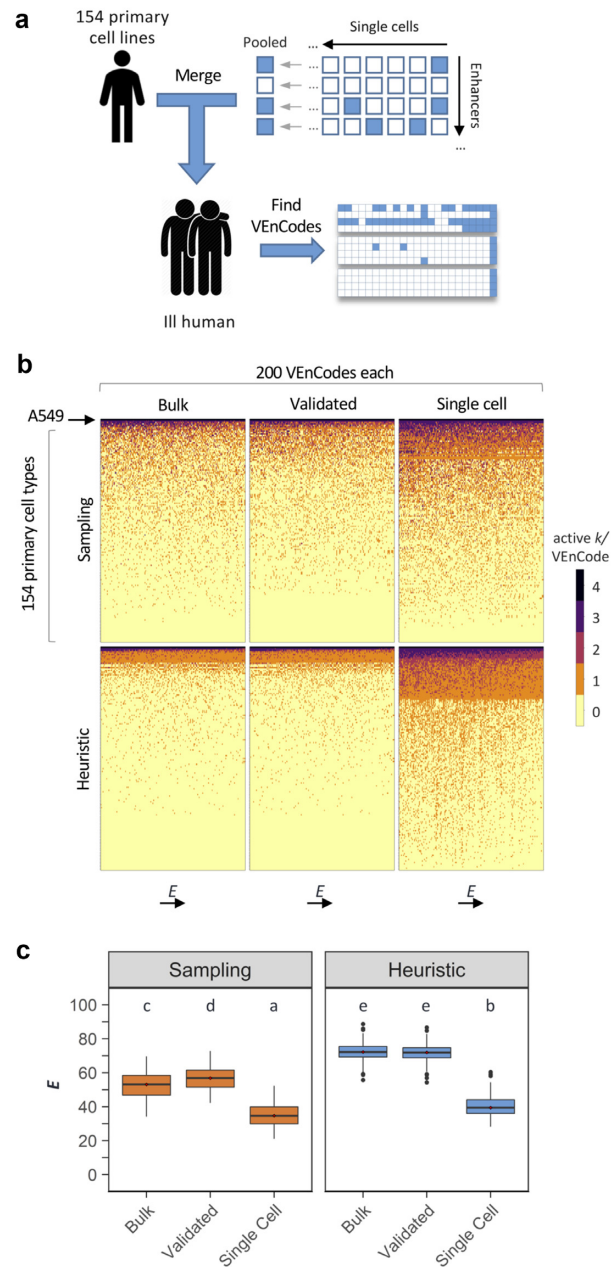 a
154 primary
cell lines
Merge
Pooled
...
Single cells
...
...
...
...
Enhancers
...
Find
VEnCodes
Ill human
b
200 VEnCodes each
A549
Bulk
Validated
Single cell
154 primary cell types
Sampling
Heuristic
active k/
VEnCode
4
3
2
1
0
E
E
E
c
Sampling
Heuristic
E
100
80
60
40
20
0
c
d
a
e
e
b
Bulk
Validated
Single Cell
Bulk
Validated
Single Cell